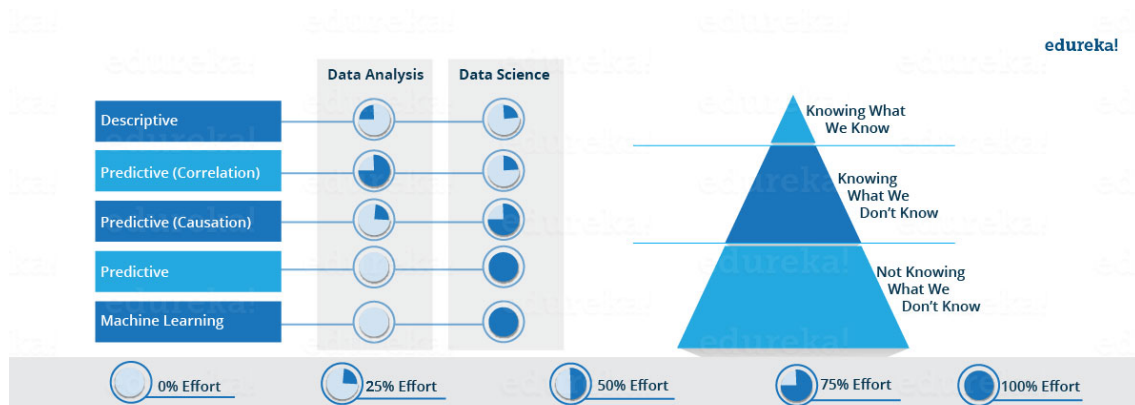 edureka!
Data Analysis
Data Science
Descriptive
Predictive (Correlation)
Predictive (Causation)
Predictive
Machine Learning
Knowing What
We Know
Knowing
What We
Don't Know
Not Knowing
What We
Don't Know
0% Effort
25% Effort
50% Effort
75% Effort
100% Effort